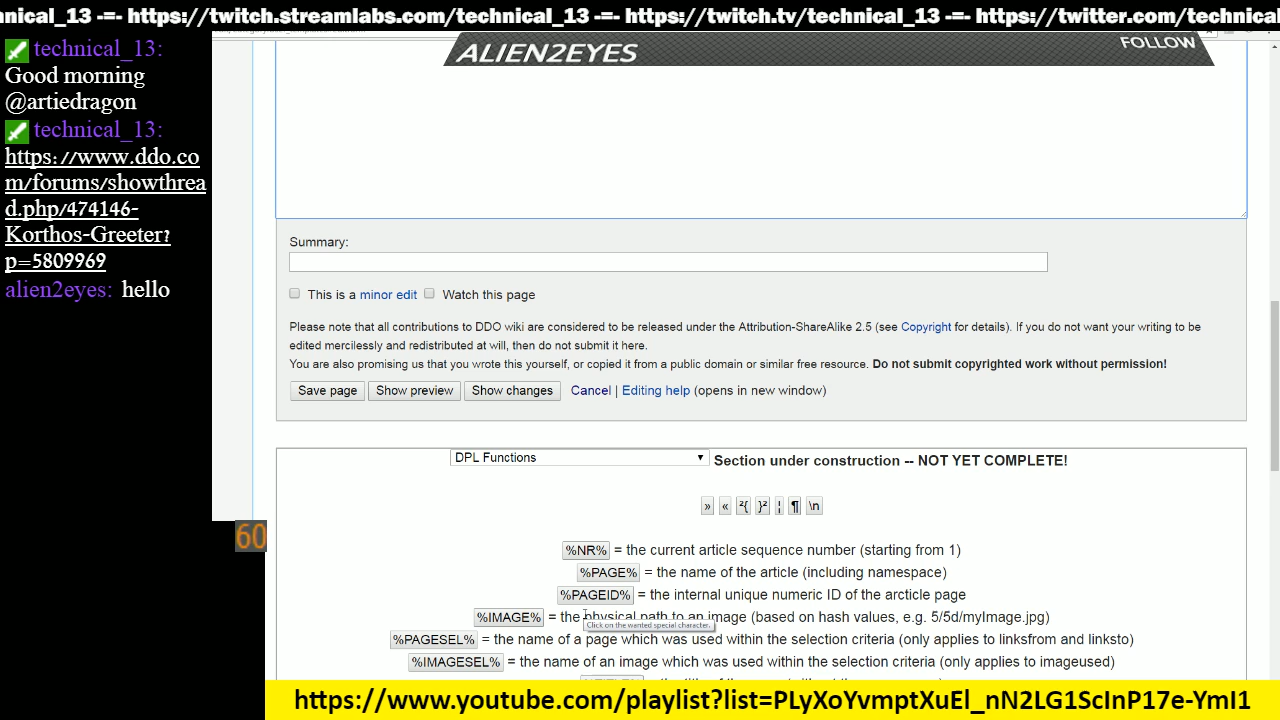 nical_13 -=- https://twitch.streamlabs.com/technical_13 -=- https://twitch.tv/technical_13 -=- https://twitter.com/technical
technical_13:
Good morning
@artiedragon
technical_13:
https://www.ddo.co
m/forums/showthrea
d.php/474146-
Korthos-Greeter?
p=5809969
alien2eyes: hello
ALIEN2EYES
FOLLOW
Summary:
This is a minor edit Watch this page
Please note that all contributions to DDO wiki are considered to be released under the Attribution-ShareAlike 2.5 (see Copyright for details). If you do not want your writing to be
edited mercilessly and redistributed at will, then do not submit it here.
You are also promising us that you wrote this yourself, or copied it from a public domain or similar free resource. Do not submit copyrighted work without permission!
Save page Show preview Show changes Cancel | Editing help (opens in new window)
DPL Functions Section under construction -- NOT YET COMPLETE!
» « ²{ }² ¦ ¶ \n
60
%NR% = the current article sequence number (starting from 1)
%PAGE% = the name of the article (including namespace)
%PAGEID% = the internal unique numeric ID of the arcticle page
%IMAGE% = the physical path to an image (based on hash values, e.g. 5/5d/myImage.jpg)
Click on the wanted special character.
%PAGESEL% = the name of a page which was used within the selection criteria (only applies to linksfrom and linksto)
%IMAGESEL% = the name of an image which was used within the selection criteria (only applies to imageused)
https://www.youtube.com/playlist?list=PLyXoYvmptXuEl_nN2LG1ScInP17e-YmI1